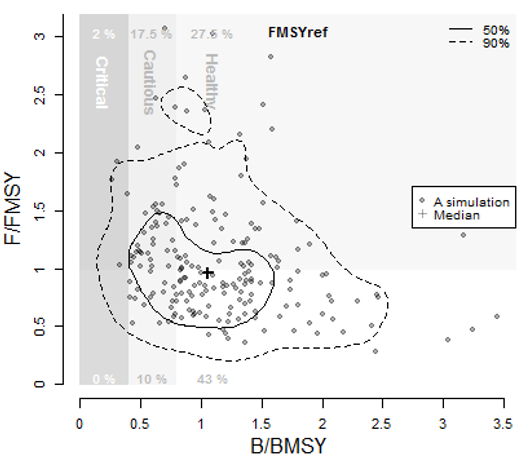 2 %
17.5 %
27.5 %
FMSYref
50%
90%
Critical
Cautious
Healthy
A simulation
Median
0 %
10 %
43 %
F/FMSY
0
0.5
1
1.5
2
2.5
3
0
0.5
1
1.5
2
2.5
3
3.5
B/BMSY